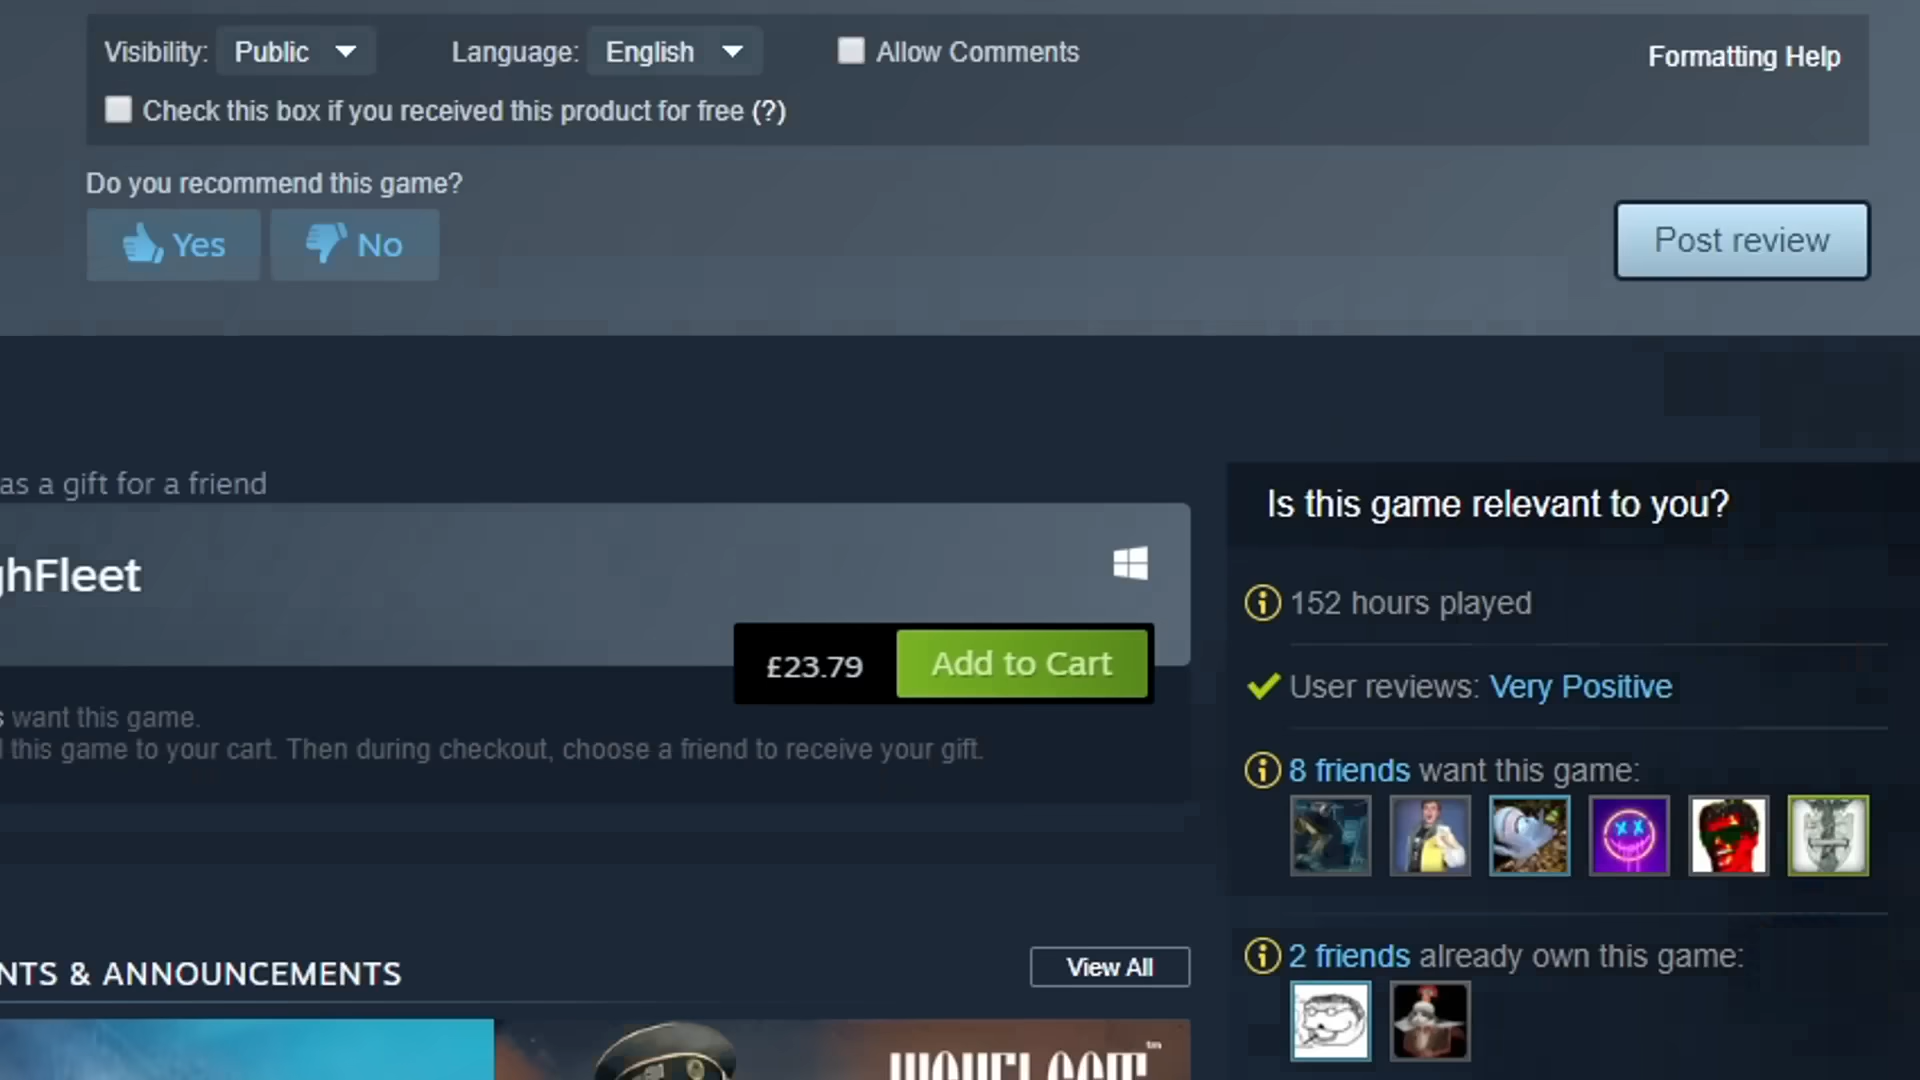 Visibility: Public Language: English Allow Comments Formatting Help
Check this box if you received this product for free (?)
Do you recommend this game?
Yes No Post review
as a gift for a friend
ghFleet
£23.79 Add to Cart
want this game.
this game to your cart. Then during checkout, choose a friend to receive your gift.
NTS & ANNOUNCEMENTS View All
Is this game relevant to you?
152 hours played
User reviews: Very Positive
8 friends want this game:
2 friends already own this game: